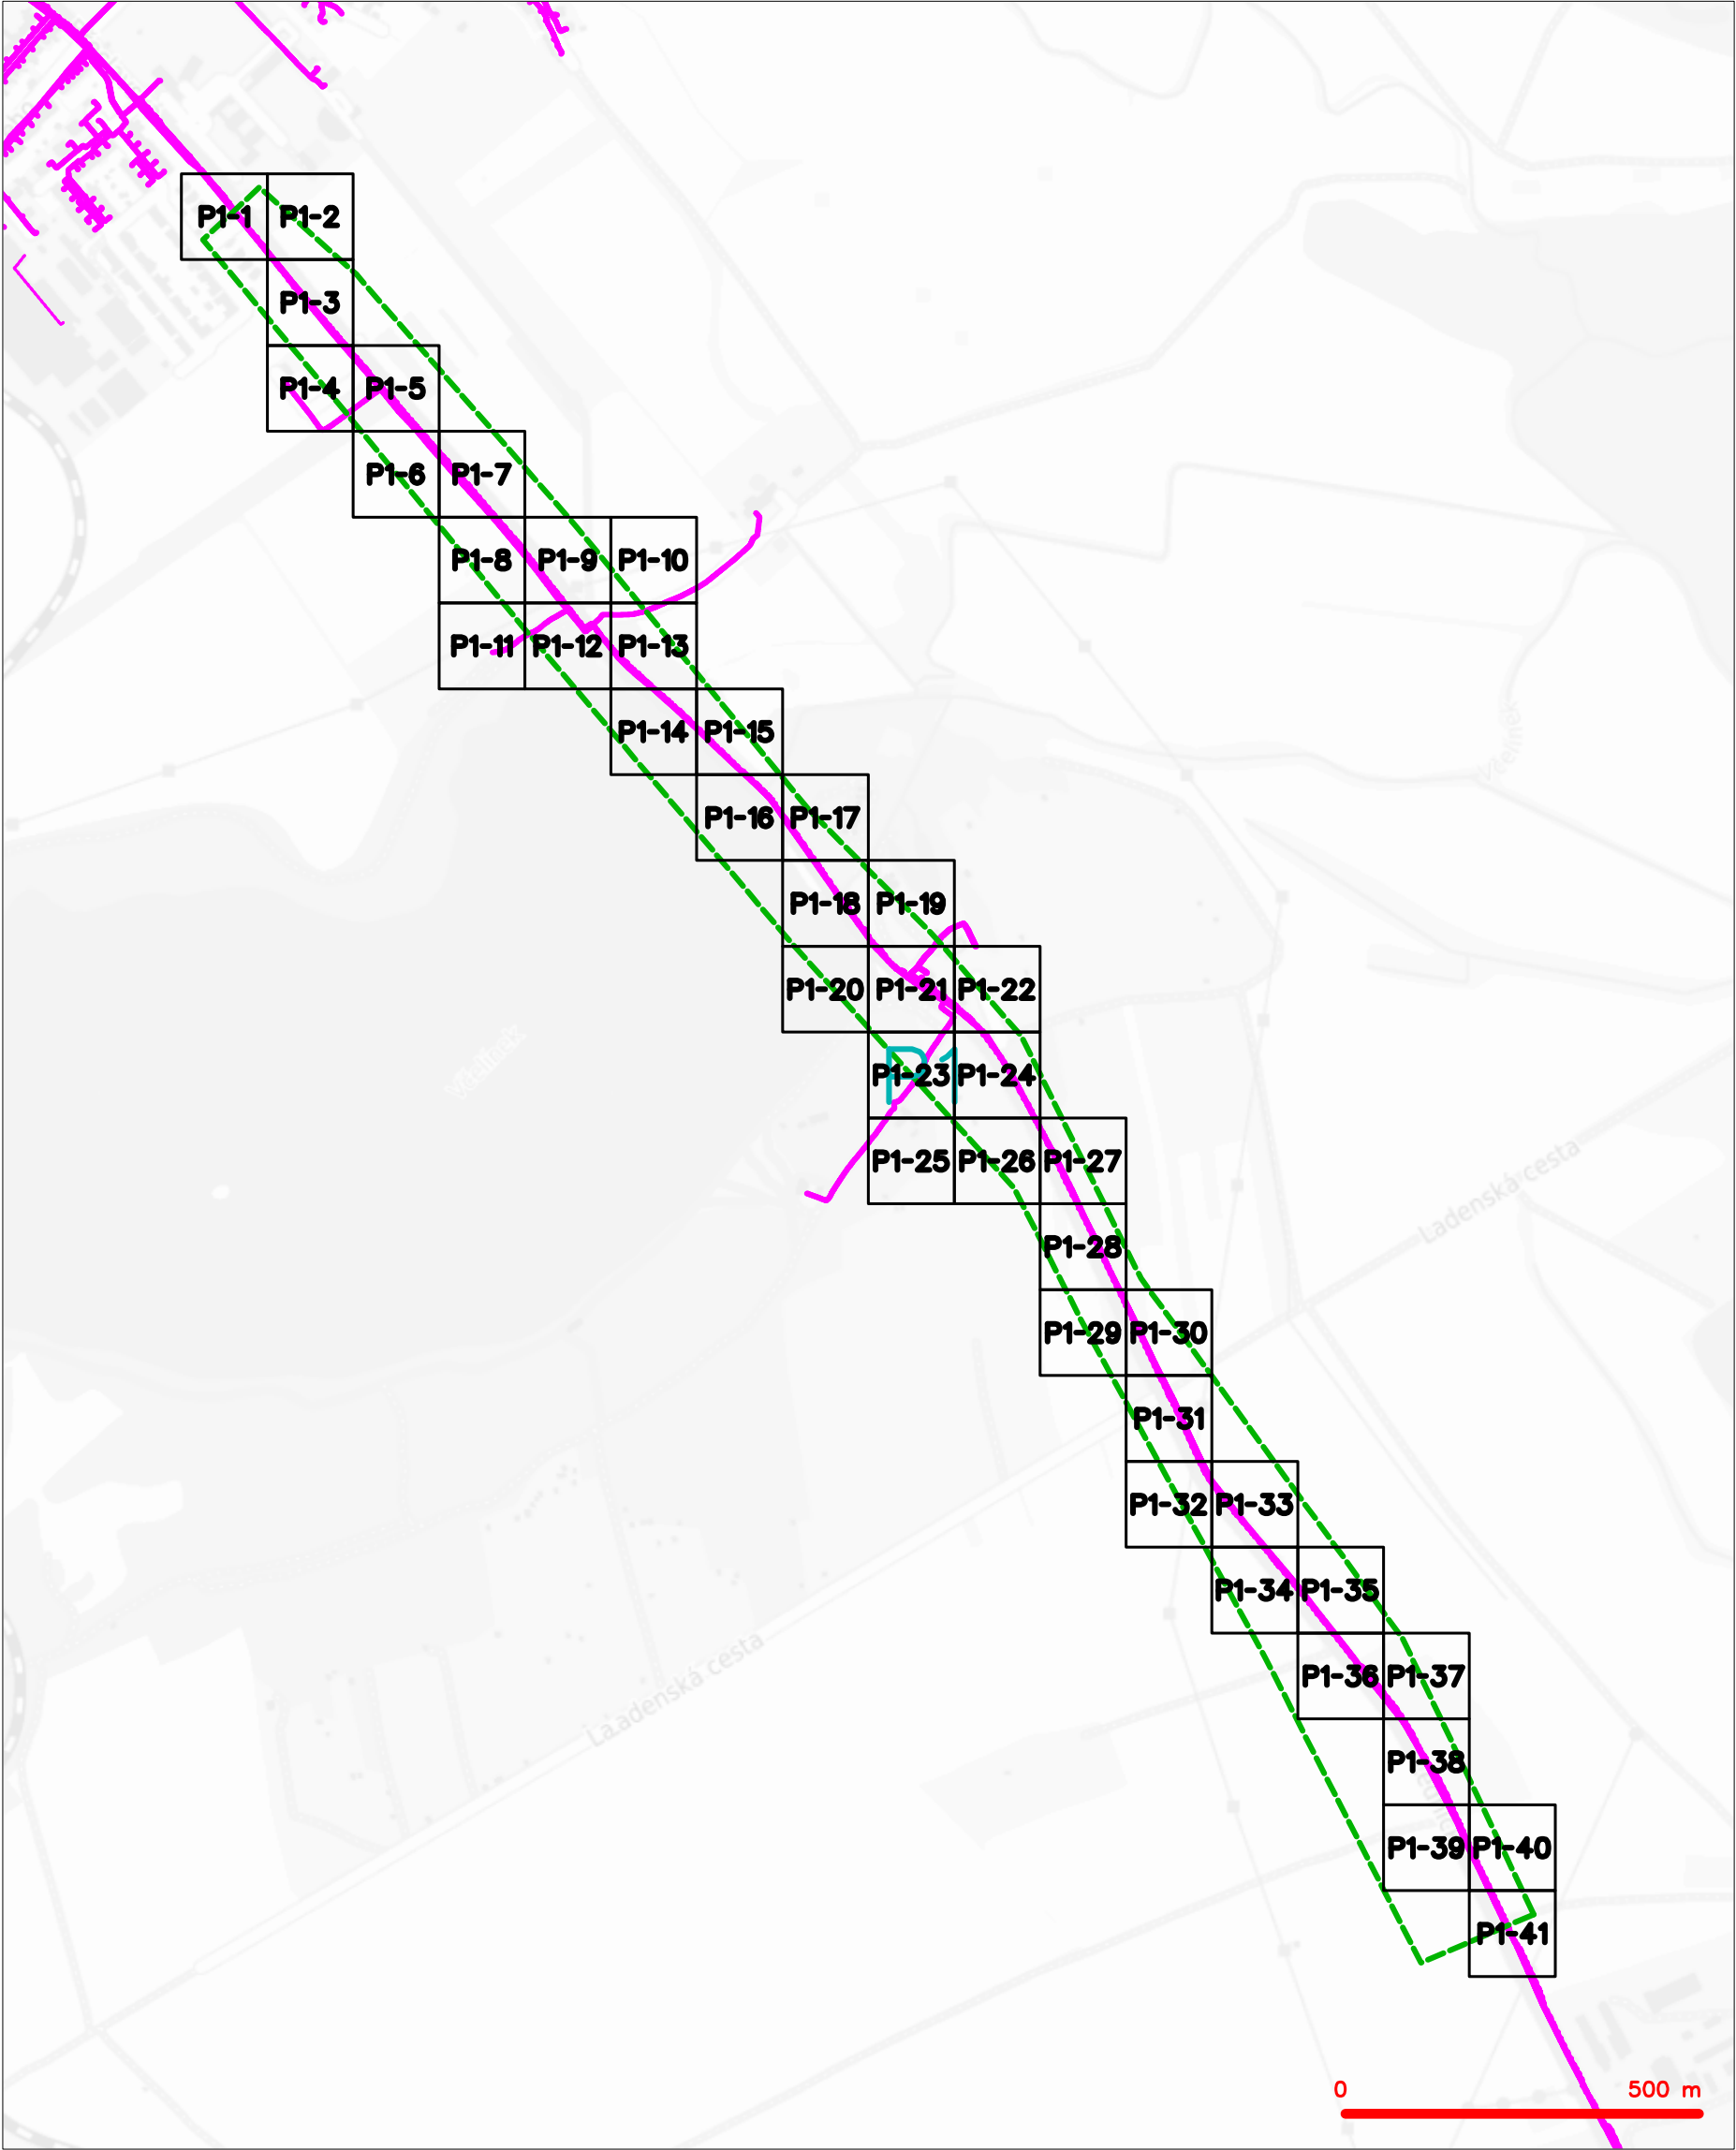 P1-1 P1-2
P1-3
P1-4 P1-5
P1-6 P1-7
P1-8 P1-9 P1-10
P1-11 P1-12 P1-13
P1-14 P1-15
P1-16 P1-17
P1-18 P1-19
P1-20 P1-21 P1-22
P1
P1-23 P1-24
P1-25 P1-26 P1-27
Ladenská cesta
P1-28
P1-29 P1-30
P1-31
P1-32 P1-33
P1-34 P1-35
La.adenská cesta
P1-36 P1-37
P1-38
P1-39 P1-40
P1-41
0 500 m